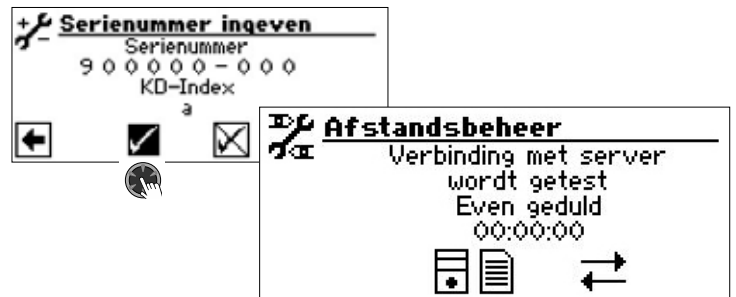 Serienummer ingeven
Serienummer
900000-000
KD-Index
a
Afstandsbeheer
Verbinding met server
wordt getest
Even geduld
00:00:00